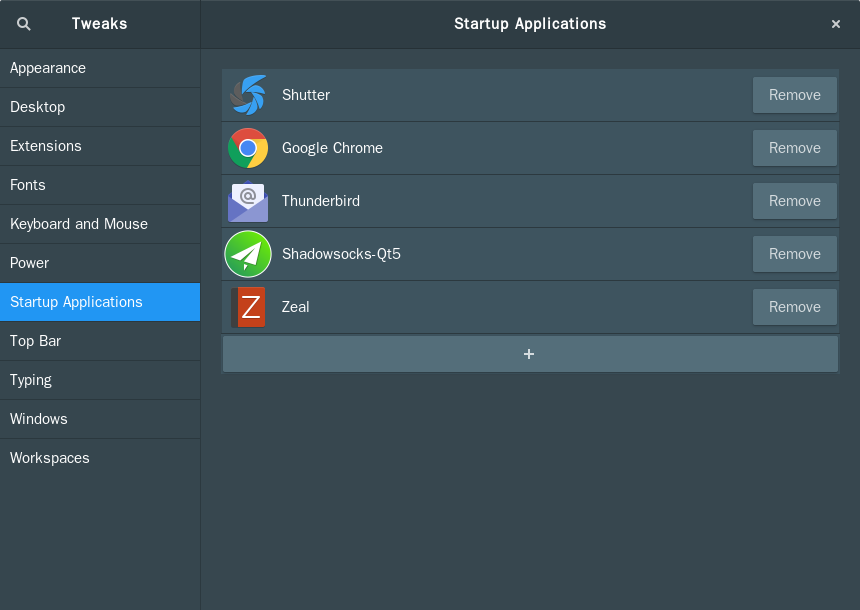 Tweaks
Startup Applications
Appearance
Desktop
Extensions
Fonts
Keyboard and Mouse
Power
Startup Applications
Top Bar
Typing
Windows
Workspaces
Shutter
Remove
Google Chrome
Remove
@
Thunderbird
Remove
Shadowsocks-Qt5
Remove
Z
Zeal
Remove
+